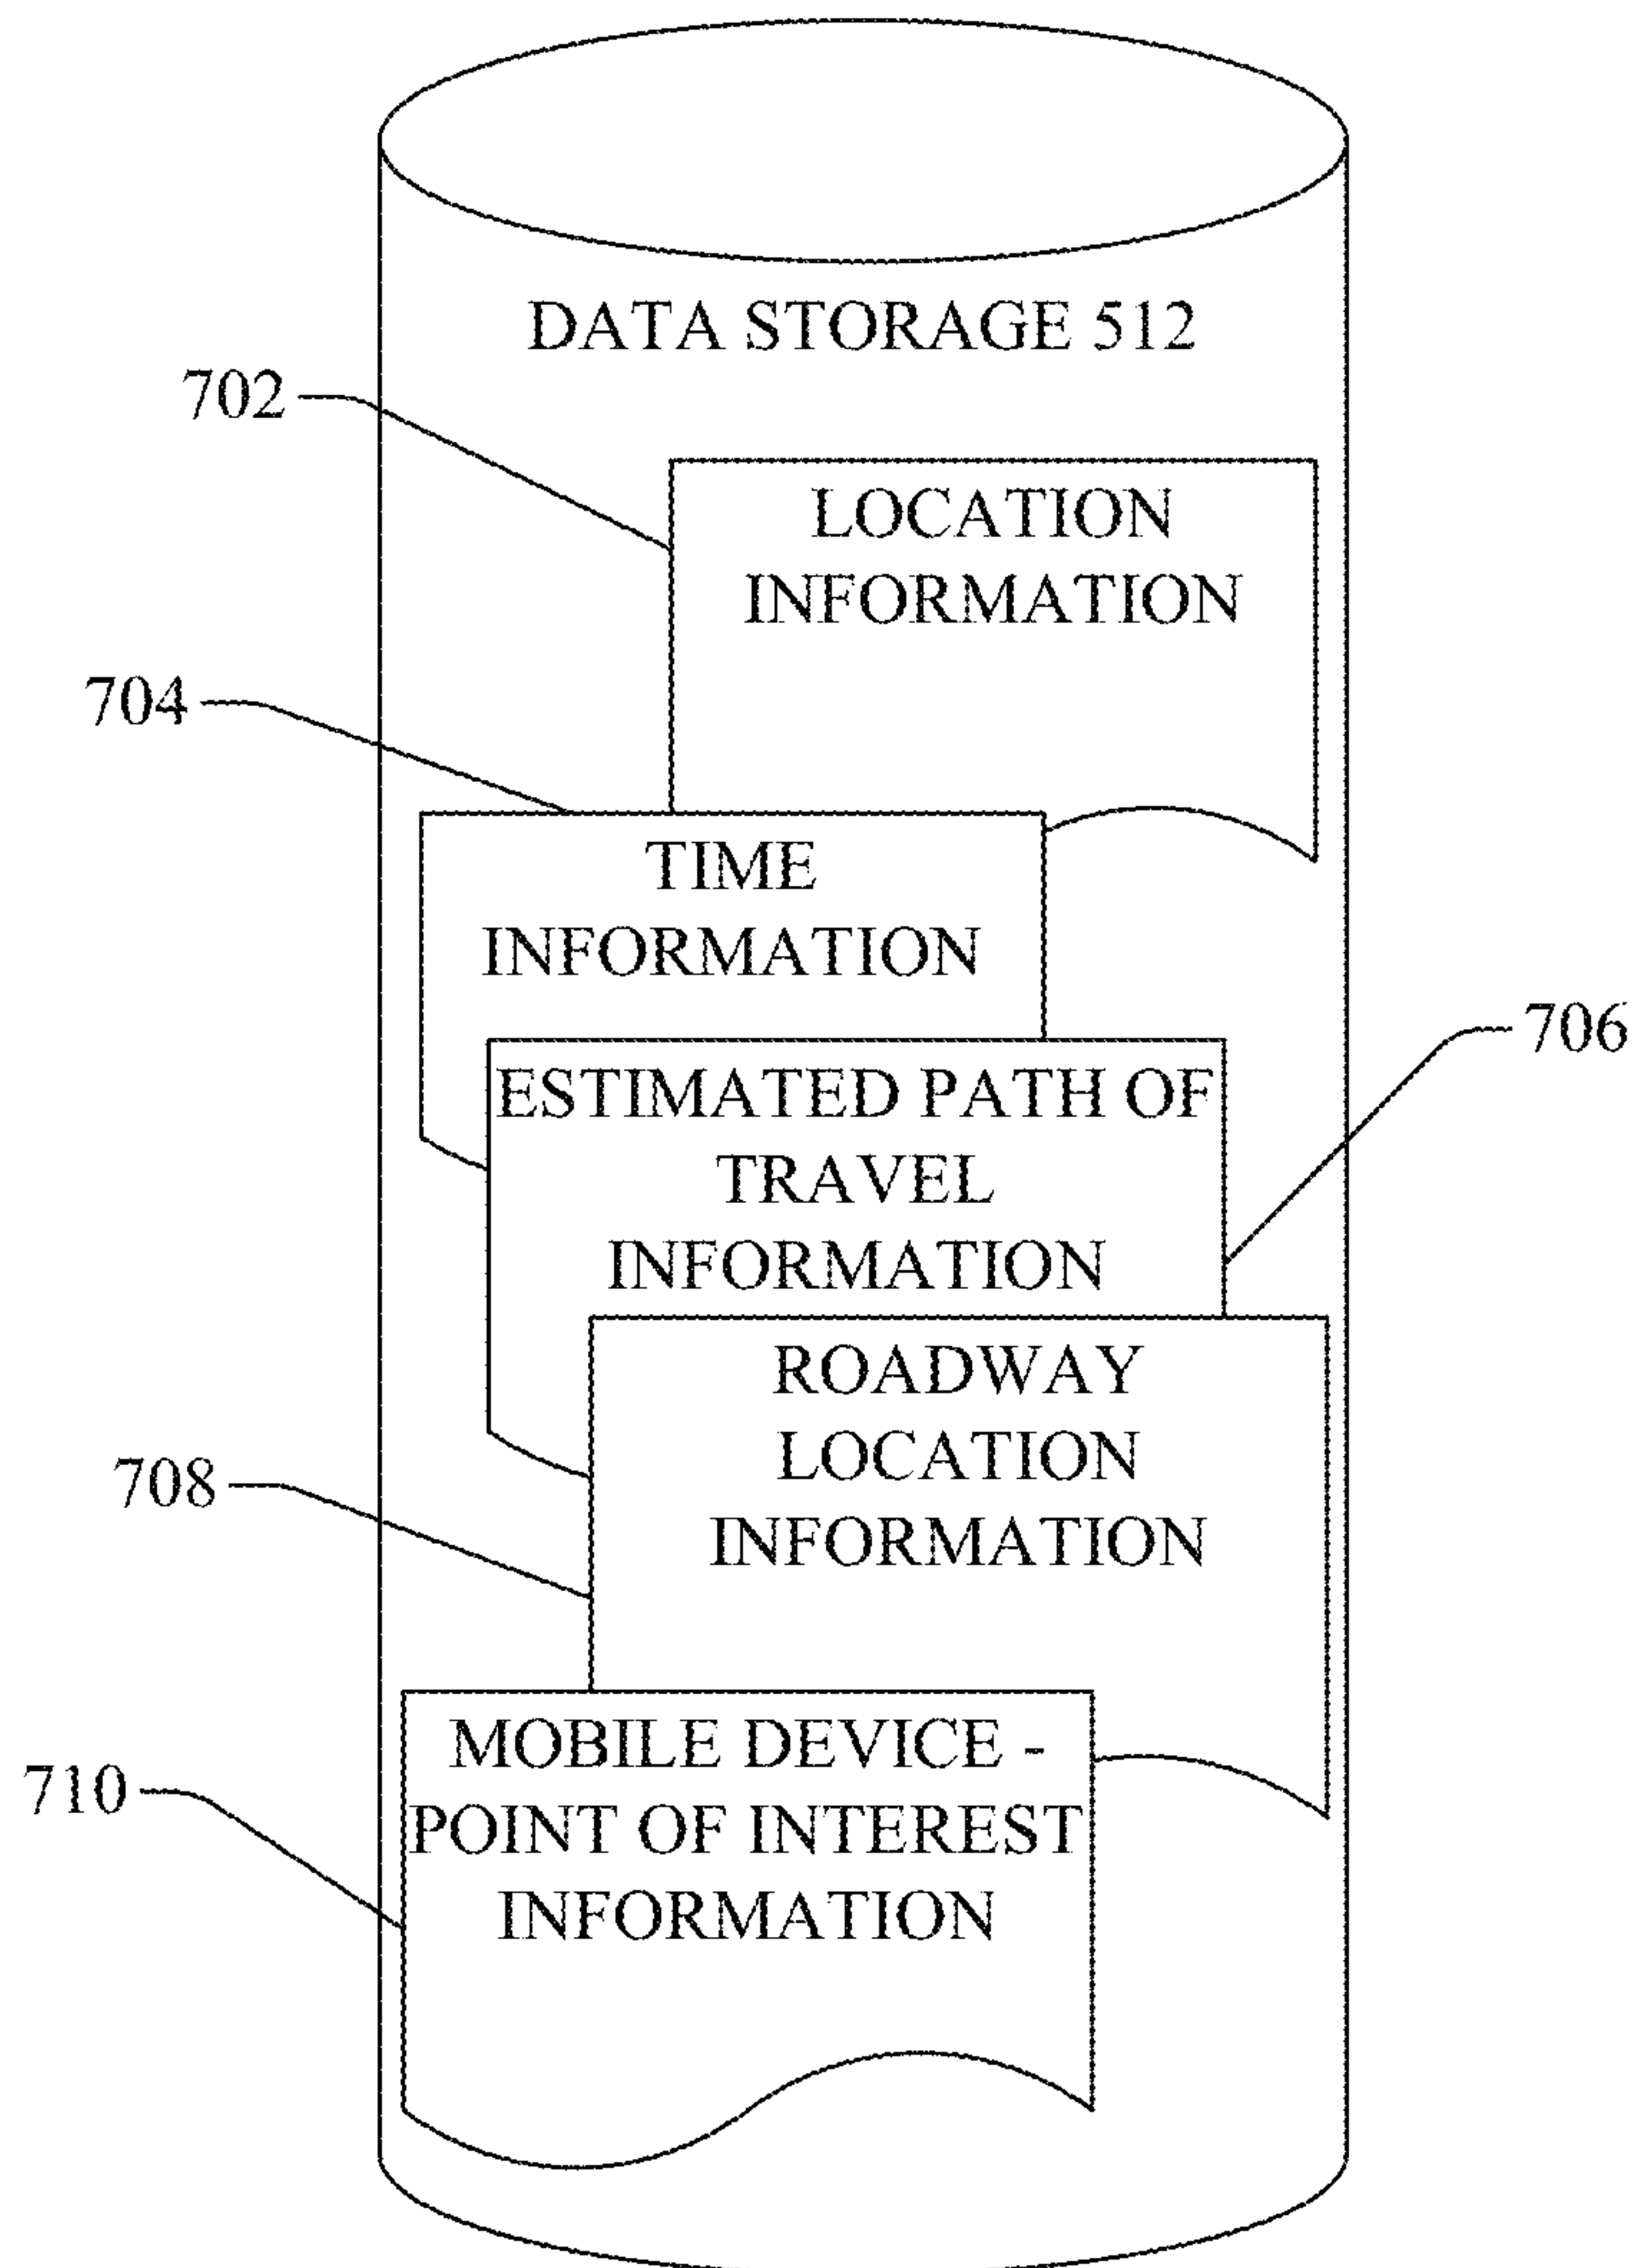 DATA STORAGE 512
702
LOCATION
INFORMATION
704
TIME
INFORMATION
706
ESTIMATED PATH OF
TRAVEL
INFORMATION
ROADWAY
LOCATION
INFORMATION
708
MOBILE DEVICE -
POINT OF INTEREST
INFORMATION
710